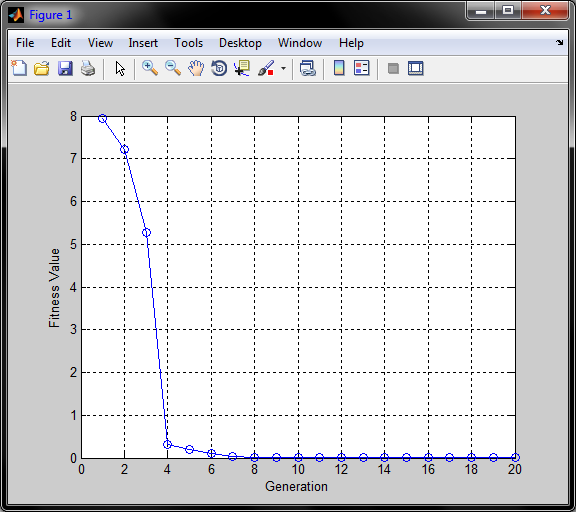 Figure 1
File Edit View Insert Tools Desktop Window Help
8
7
6
5
4
3
2
1
0
Fitness Value
0 2 4 6 8 10 12 14 16 18 20
Generation